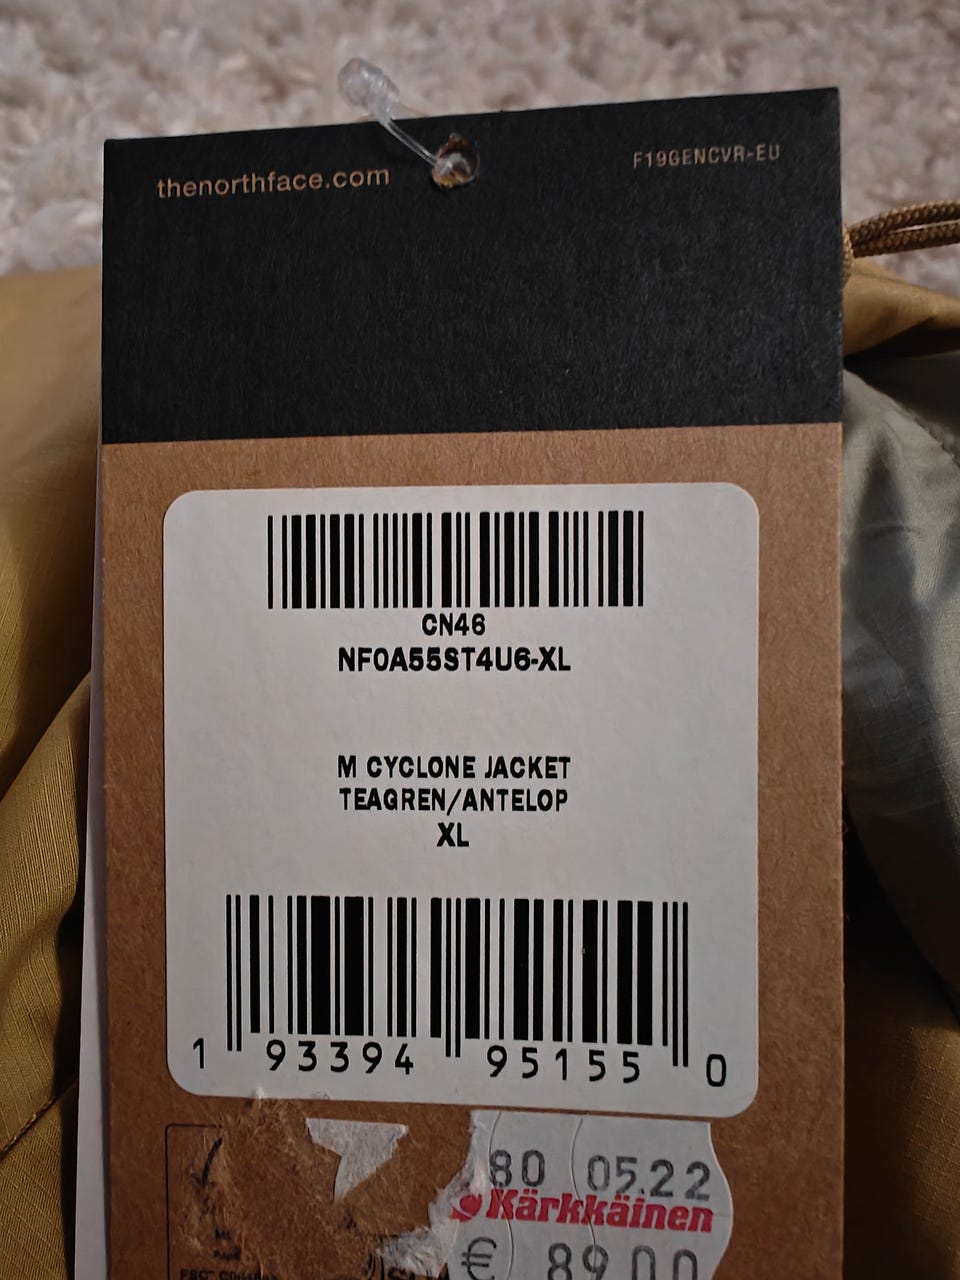 thenorthface.com
F19GENCVR-EU
CN46
NF0A55ST4U6-XL
M CYCLONE JACKET
TEAGREN/ANTELOP
XL
1 93394 95155 0
80 05.22
Kärkkäinen
€ 89.00